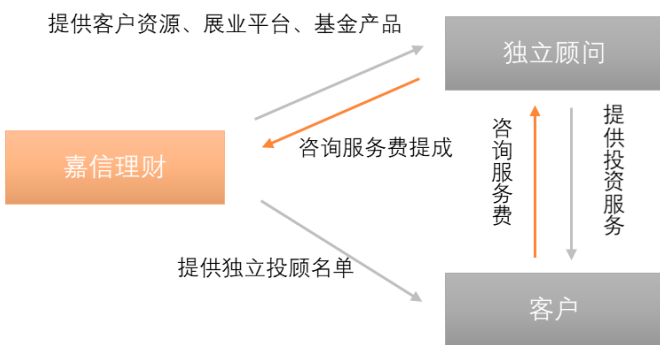 提供客户资源、展业平台、基金产品
独立顾问
嘉信理财
咨询服务费提成
咨询服务费
提供投资服务
提供独立投顾名单
客户